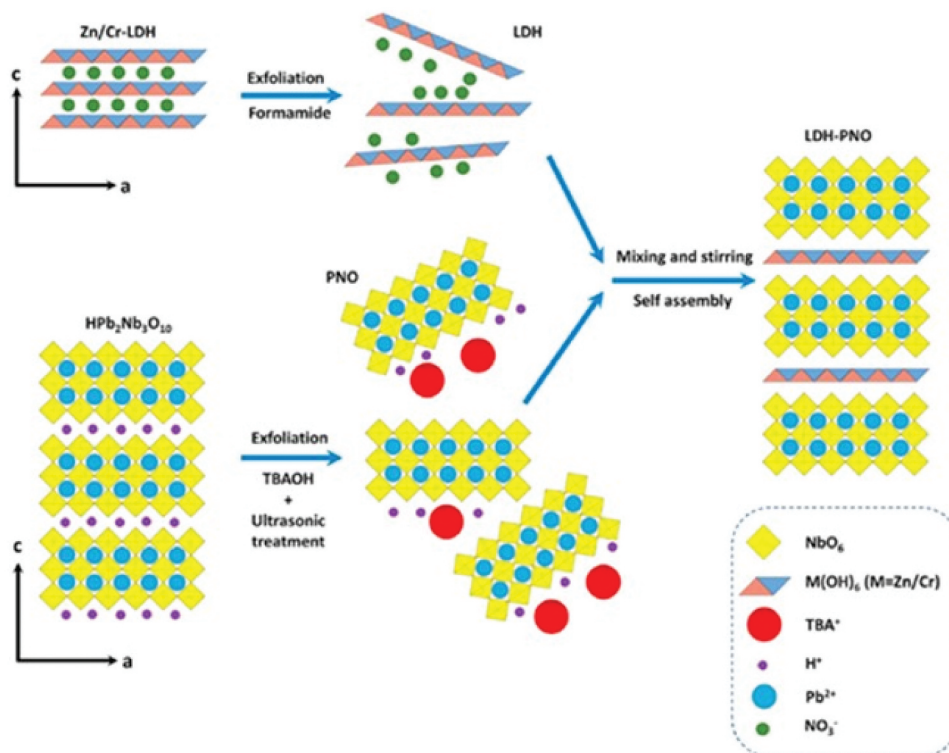 Zn/Cr-LDH
c
a
Exfoliation
Formamide
LDH
HPb₂Nb₃O₁₀
c
a
Exfoliation
TBAOH
+
Ultrasonic
treatment
PNO
Mixing and stirring
Self assembly
LDH-PNO
NbO₆
M(OH)₆ (M=Zn/Cr)
TBA⁺
H⁺
Pb²⁺
NO₃⁻